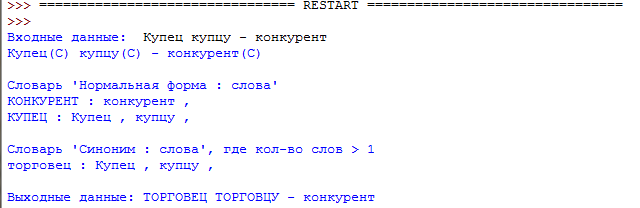 >>> ================================ RESTART ================================
>>>
Входные данные:  Купец купцу - конкурент
Купец(С) купцу(С) - конкурент(С)
Словарь 'Нормальная форма : слова'
КОНКУРЕНТ : конкурент ,
КУПЕЦ : Купец , купцу ,
Словарь 'Синоним : слова', где кол-во слов > 1
торговец : Купец , купцу ,
Выходные данные: ТОРГОВЕЦ ТОРГОВЦУ - конкурент